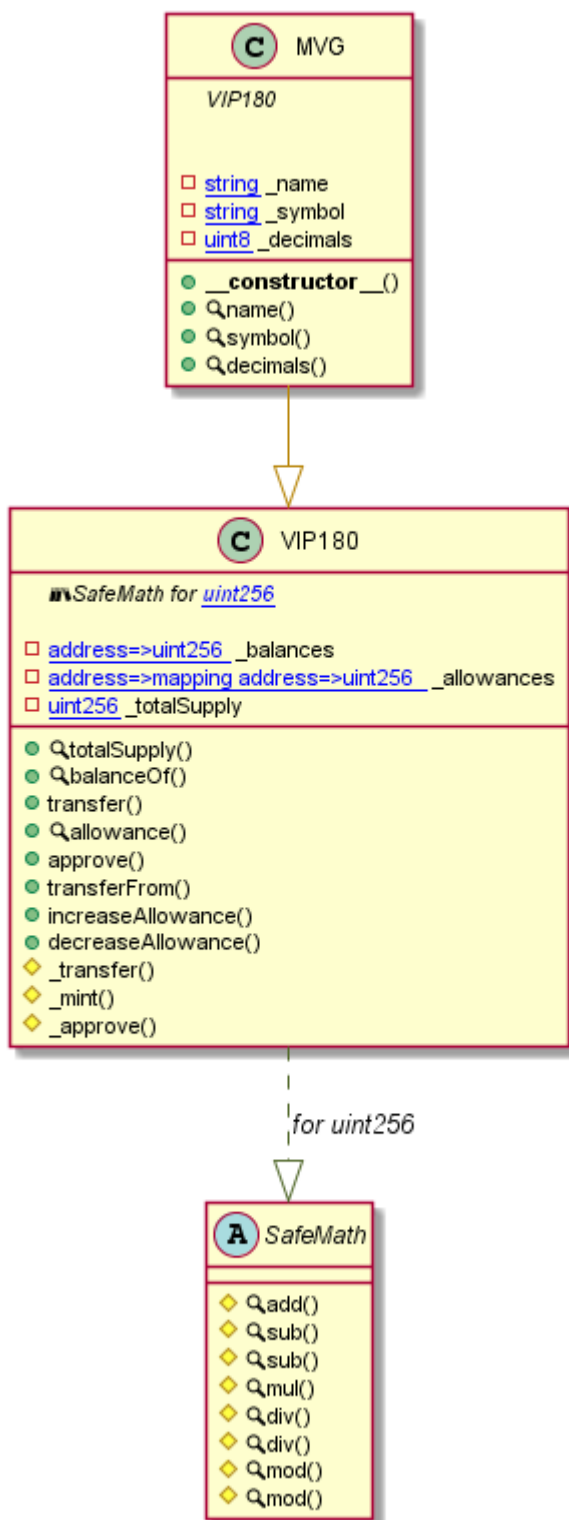 C MVG
VIP180
string _name
string _symbol
uint8 _decimals
__constructor__()
name()
symbol()
decimals()
C VIP180
SafeMath for uint256
address=>uint256 _balances
address=>mapping address=>uint256 _allowances
uint256 _totalSupply
totalSupply()
balanceOf()
transfer()
allowance()
approve()
transferFrom()
increaseAllowance()
decreaseAllowance()
_transfer()
_mint()
_approve()
for uint256
A SafeMath
add()
sub()
sub()
mul()
div()
div()
mod()
mod()